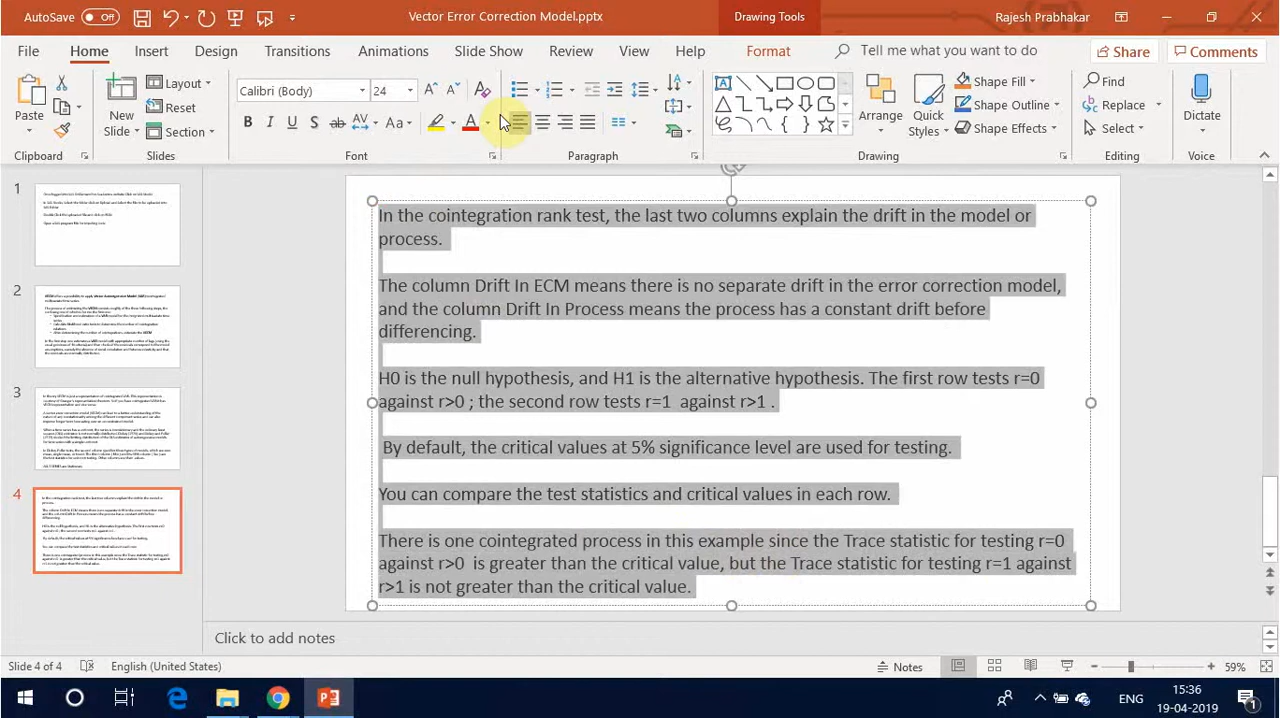 AutoSave Off
Vector Error Correction Model.pptx
Drawing Tools
Rajesh Prabhakar
File Home Insert Design Transitions Animations Slide Show Review View Help Format Tell me what you want to do Share Comments
Paste
Clipboard
New Slide
Layout
Reset
Section
Slides
Calibri (Body) 24
Font
Paragraph
Arrange
Quick Styles
Shape Fill
Shape Outline
Shape Effects
Drawing
Find
Replace
Select
Editing
Dictate
Voice
1
2
3
4
In the cointegration rank test, the last two columns explain the drift in the model or
process.
The column Drift In ECM means there is no separate drift in the error correction model,
and the column Drift In Process means the process has a constant drift before
differencing.
H0 is the null hypothesis, and H1 is the alternative hypothesis. The first row tests r=0
against r>0 ; the second row tests r=1 against r>1 .
By default, the critical values at 5% significance level are used for testing.
You can compare the test statistics and critical values in each row.
There is one cointegrated process in this example since the Trace statistic for testing r=0
against r>0 is greater than the critical value, but the Trace statistic for testing r=1 against
r>1 is not greater than the critical value.
Click to add notes
Slide 4 of 4 English (United States) Notes 59%
ENG
15:36
19-04-2019
1